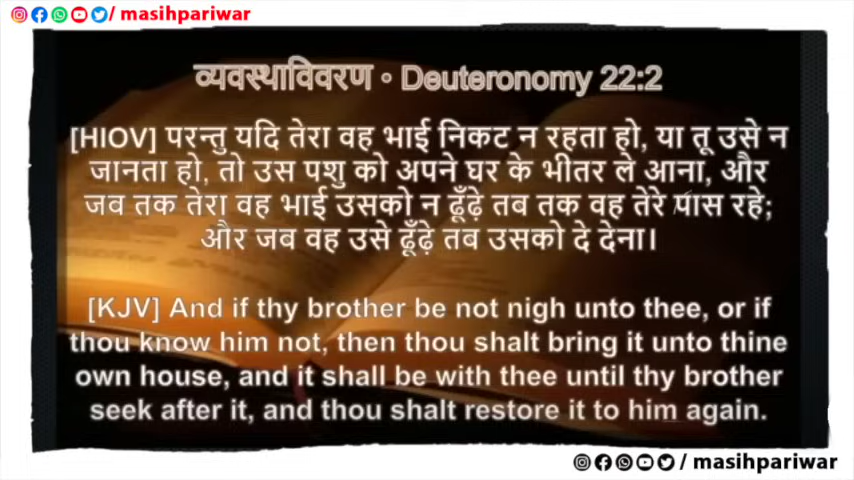 / masihpariwar
व्यवस्थाविवरण • Deuteronomy 22:2
[HIOV] परन्तु यदि तेरा वह भाई निकट न रहता हो, या तू उसे न
जानता हो, तो उस पशु को अपने घर के भीतर ले आना, और
जब तक तेरा वह भाई उसको न ढूँढ़े तब तक वह तेरे पास रहे;
और जब वह उसे ढूँढ़े तब उसको दे देना।
[KJV] And if thy brother be not nigh unto thee, or if
thou know him not, then thou shalt bring it unto thine
own house, and it shall be with thee until thy brother
seek after it, and thou shalt restore it to him again.
/ masihpariwar